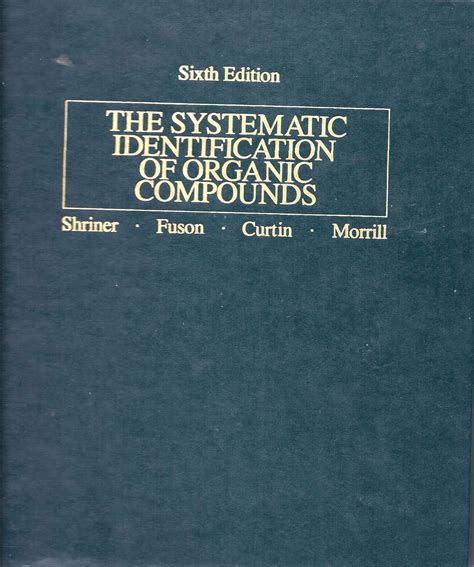 Sixth Edition
THE SYSTEMATIC
IDENTIFICATION
OF ORGANIC
COMPOUNDS
Shriner · Fuson · Curtin · Morrill